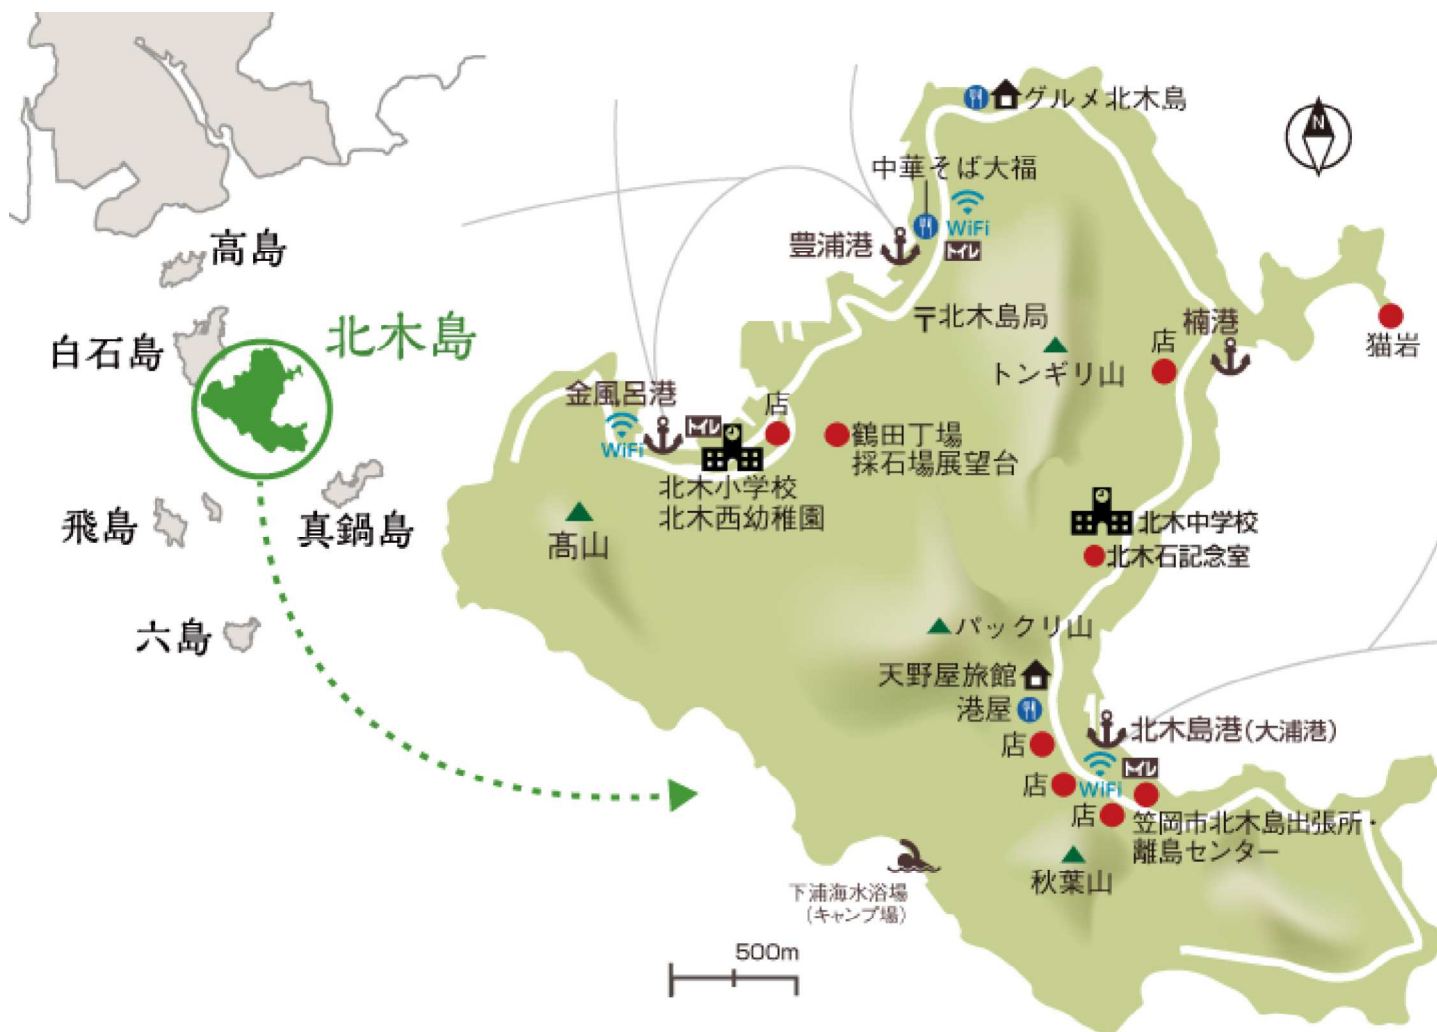 高島
白石島
北木島
飛島
真鍋島
六島
グルメ北木島
N
中華そば大福
WiFi
豊浦港
トイレ
〒北木島局
トンギリ山
楠港
店
猫岩
金風呂港
WiFi
トイレ
店
鶴田丁場
採石場展望台
北木小学校
北木西幼稚園
髙山
北木中学校
北木石記念室
パックリ山
天野屋旅館
港屋
店
北木島港(大浦港)
店
WiFi
トイレ
店
笠岡市北木島出張所・
離島センター
秋葉山
下浦海水浴場
(キャンプ場)
500m